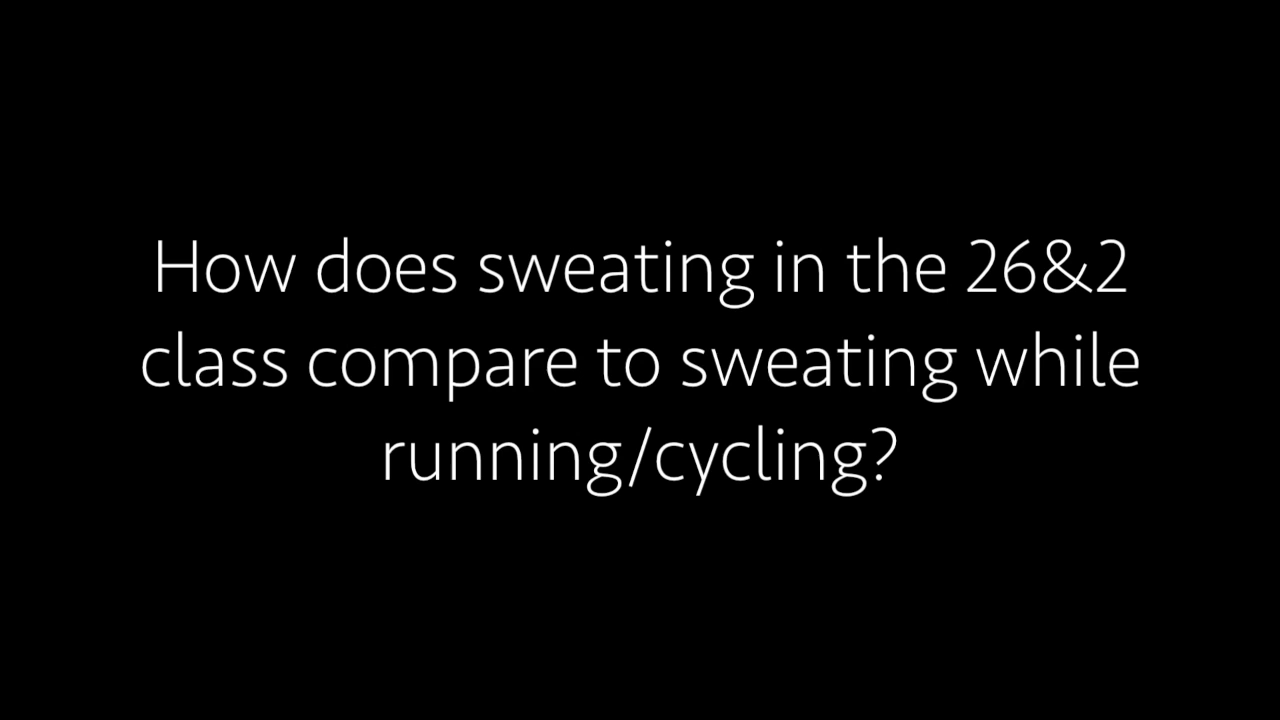 How does sweating in the 26&2
class compare to sweating while
running/cycling?